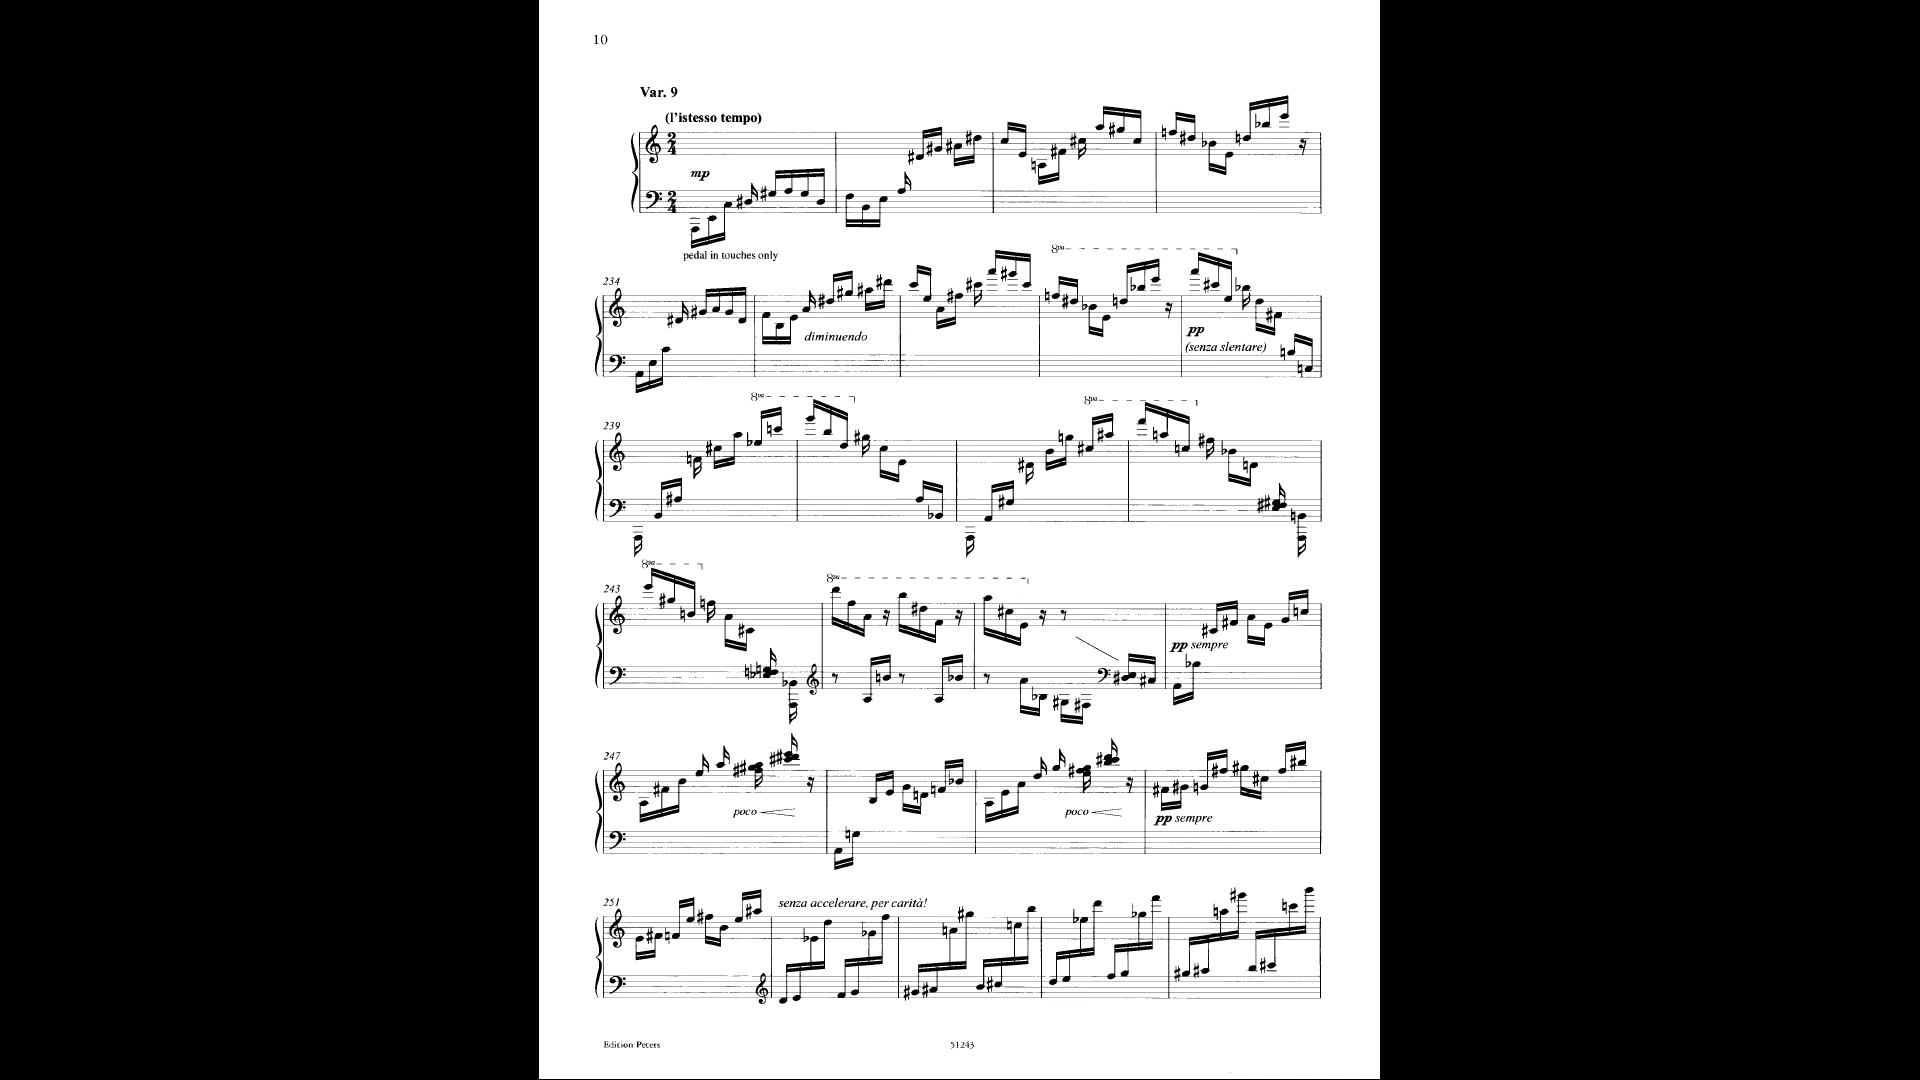 10
Var. 9
(l'istesso tempo)
mp
pedal in touches only
234
8va
diminuendo
pp
(senza slentare)
239
8va
8va
243
8va
8va
pp sempre
247
poco
poco
pp sempre
251
senza accelerare, per carità!
Edition Peters
51243